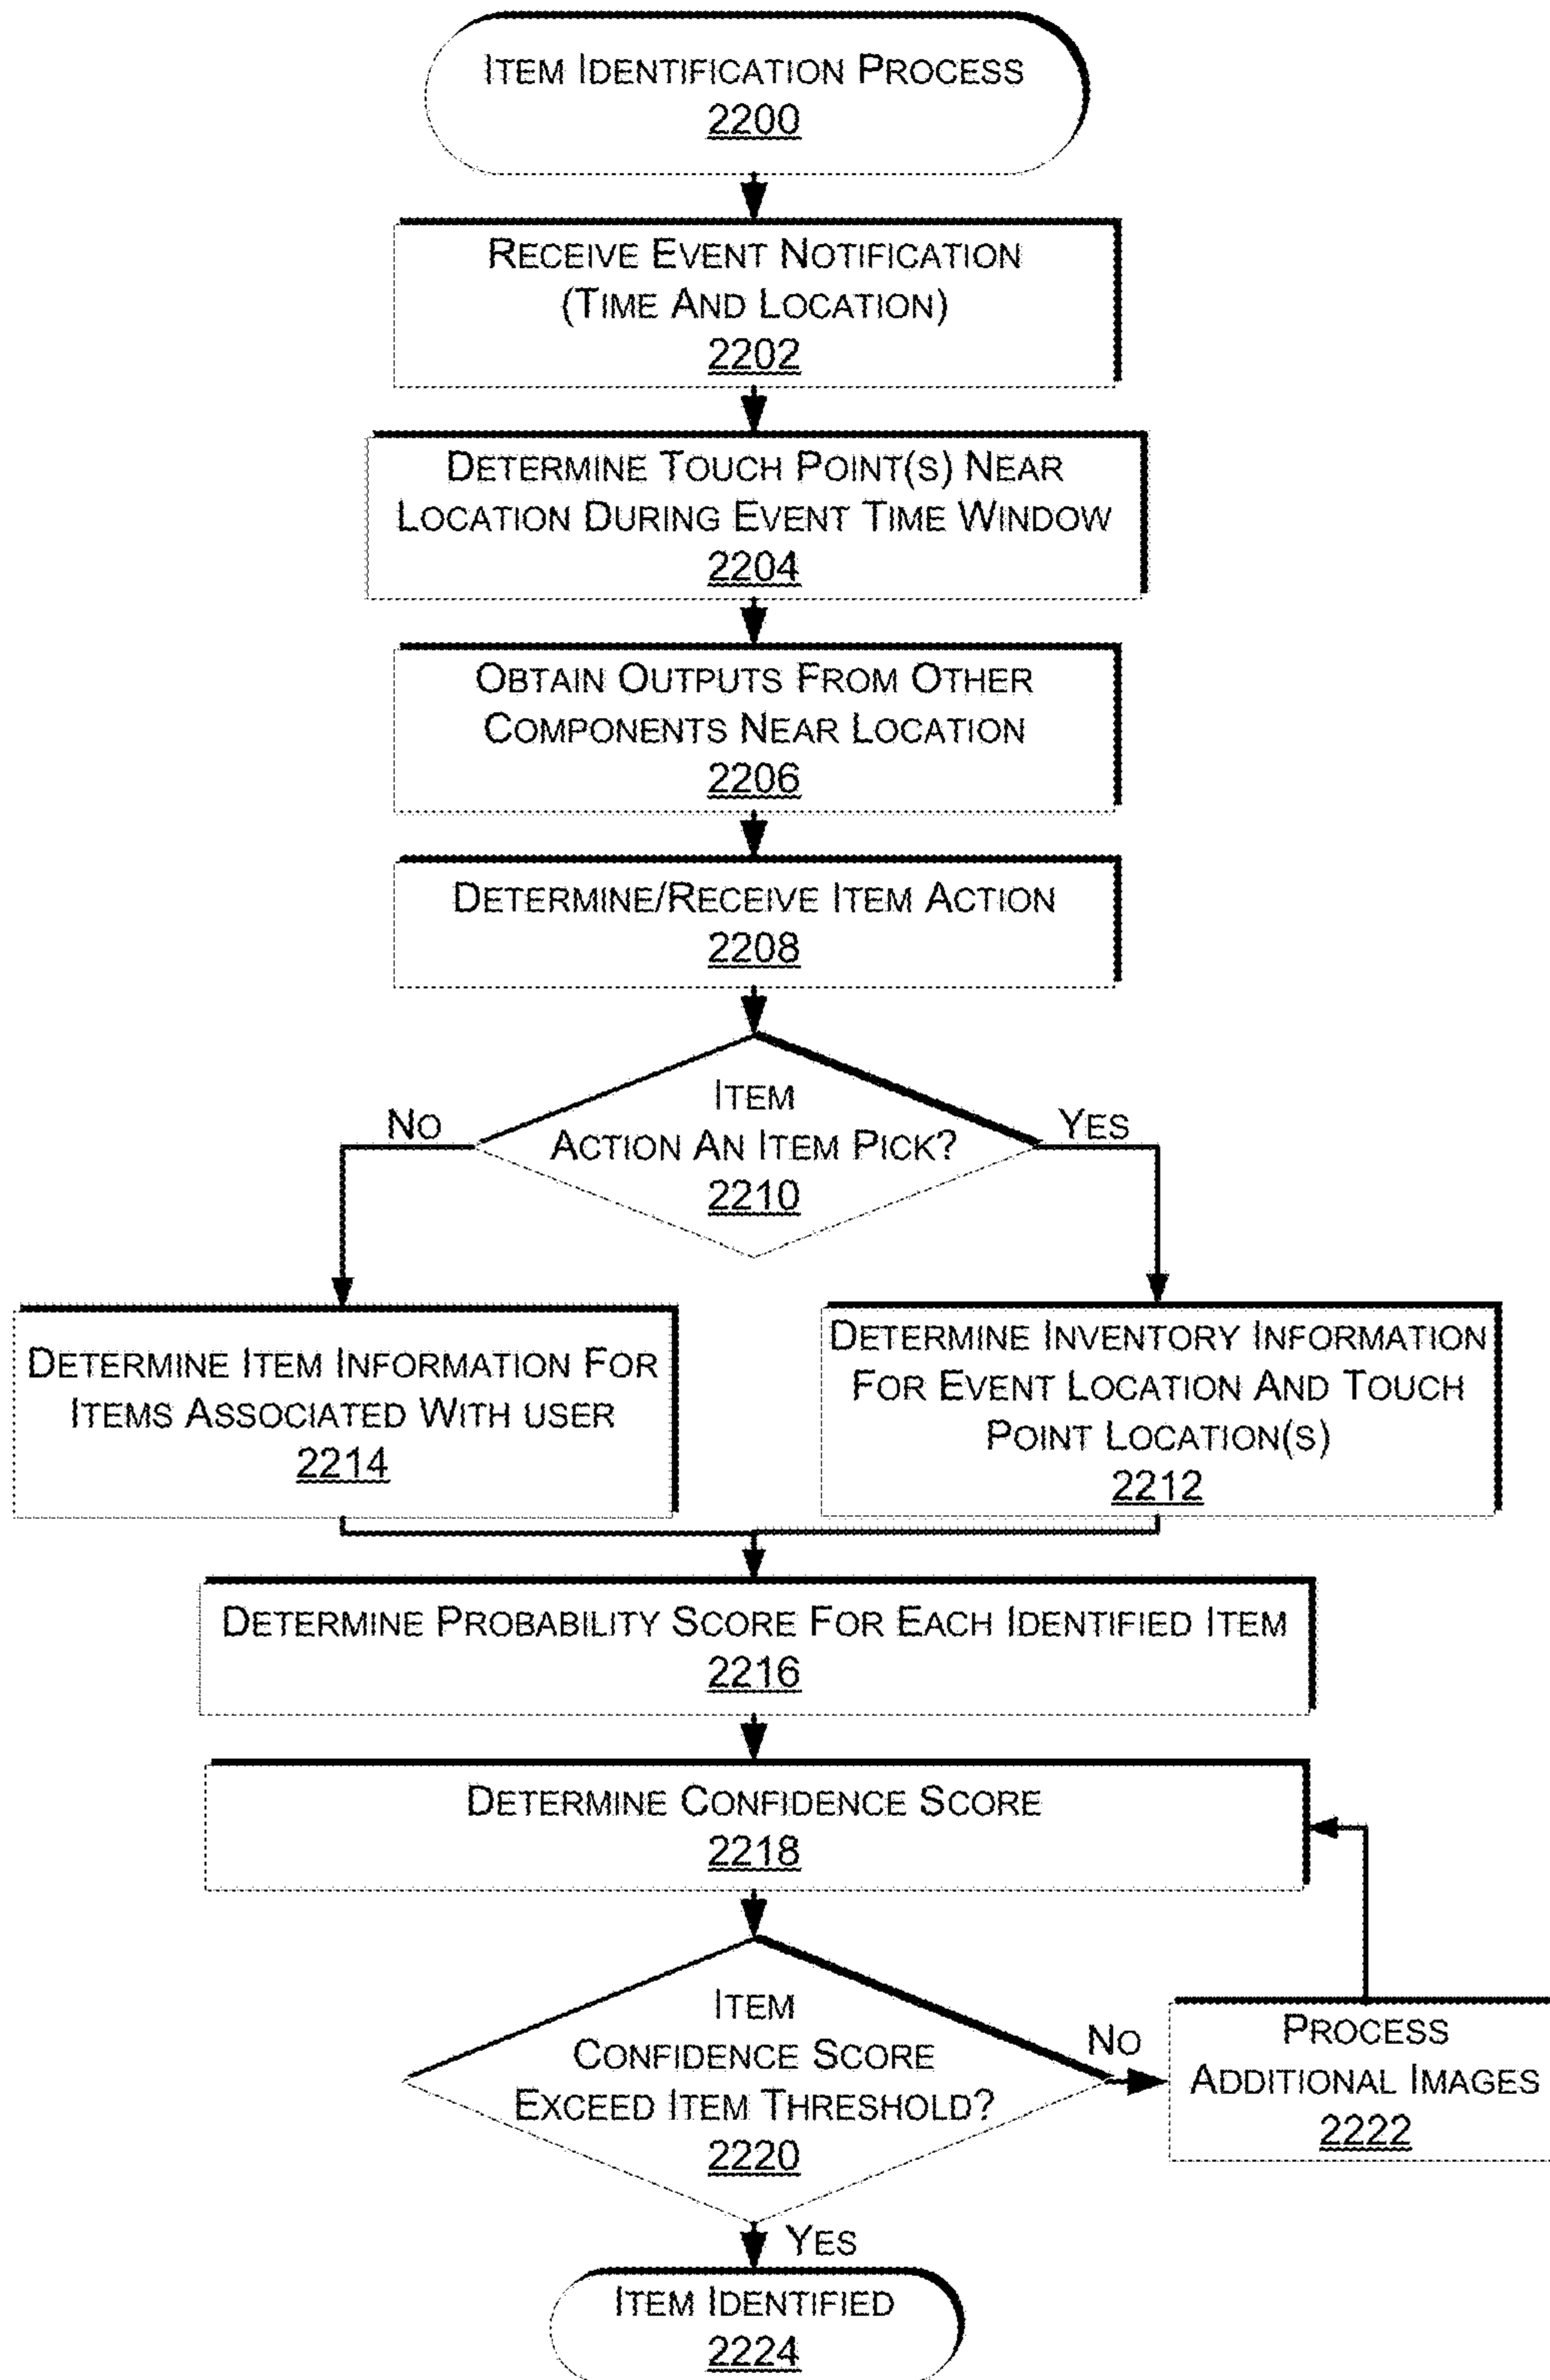 ITEM IDENTIFICATION PROCESS
2200
RECEIVE EVENT NOTIFICATION
(TIME AND LOCATION)
2202
DETERMINE TOUCH POINT(S) NEAR
LOCATION DURING EVENT TIME WINDOW
2204
OBTAIN OUTPUTS FROM OTHER
COMPONENTS NEAR LOCATION
2206
DETERMINE/RECEIVE ITEM ACTION
2208
ITEM
ACTION AN ITEM PICK?
2210
NO
YES
DETERMINE ITEM INFORMATION FOR
ITEMS ASSOCIATED WITH USER
2214
DETERMINE INVENTORY INFORMATION
FOR EVENT LOCATION AND TOUCH
POINT LOCATION(S)
2212
DETERMINE PROBABILITY SCORE FOR EACH IDENTIFIED ITEM
2216
DETERMINE CONFIDENCE SCORE
2218
ITEM
CONFIDENCE SCORE
EXCEED ITEM THRESHOLD?
2220
NO
PROCESS
ADDITIONAL IMAGES
2222
YES
ITEM IDENTIFIED
2224